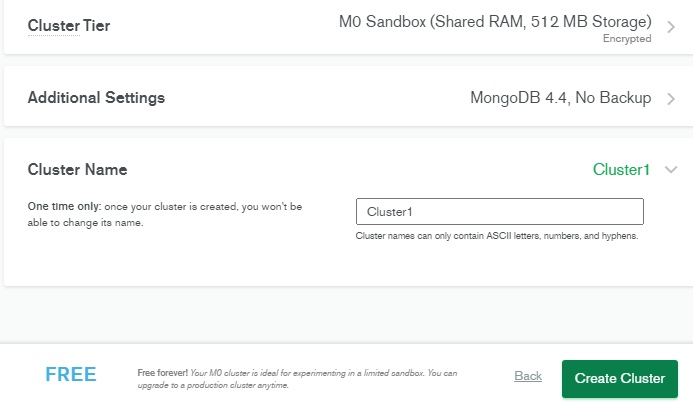 Cluster Tier
M0 Sandbox (Shared RAM, 512 MB Storage)
Encrypted
Additional Settings
MongoDB 4.4, No Backup
Cluster Name
Cluster1
One time only: once your cluster is created, you won't be
able to change its name.
Cluster1
Cluster names can only contain ASCII letters, numbers, and hyphens.
FREE
Free forever! Your M0 cluster is ideal for experimenting in a limited sandbox. You can
upgrade to a production cluster anytime.
Back
Create Cluster